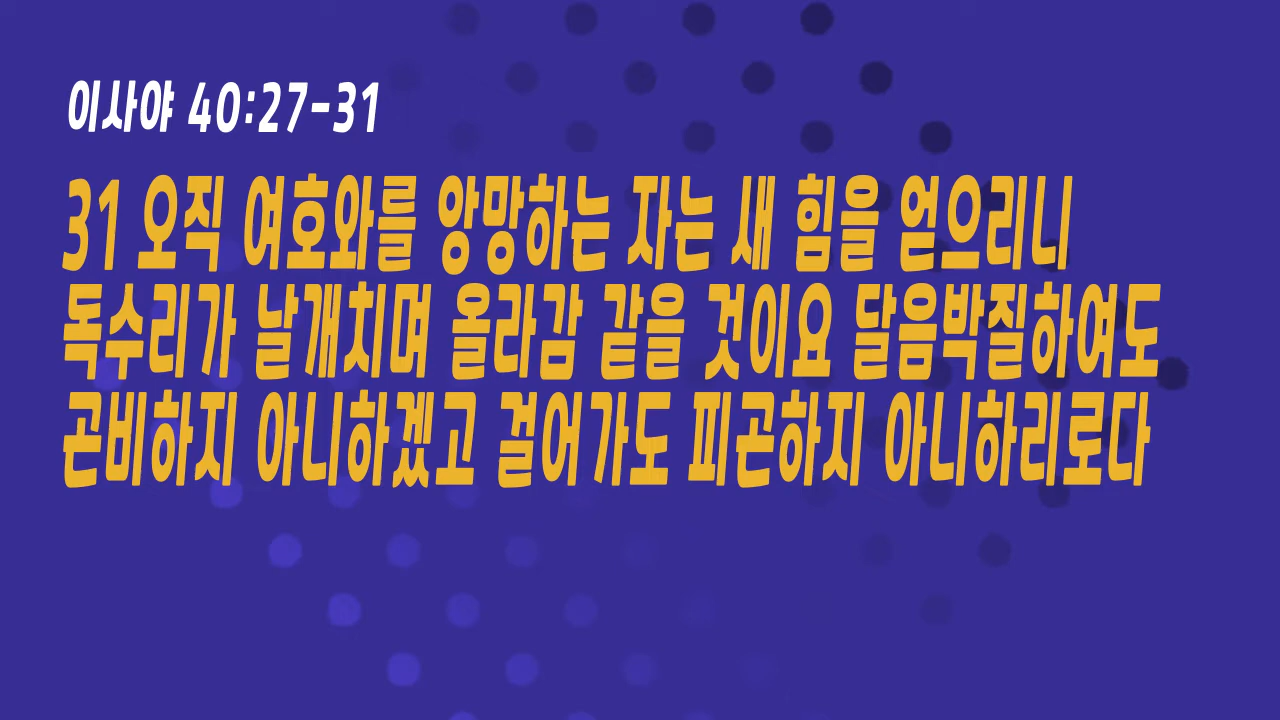 이사야 40:27-31
31 오직 여호와를 앙망하는 자는 새 힘을 얻으리니
독수리가 날개치며 올라감 같을 것이요 달음박질하여도
곤비하지 아니하겠고 걸어가도 피곤하지 아니하리로다